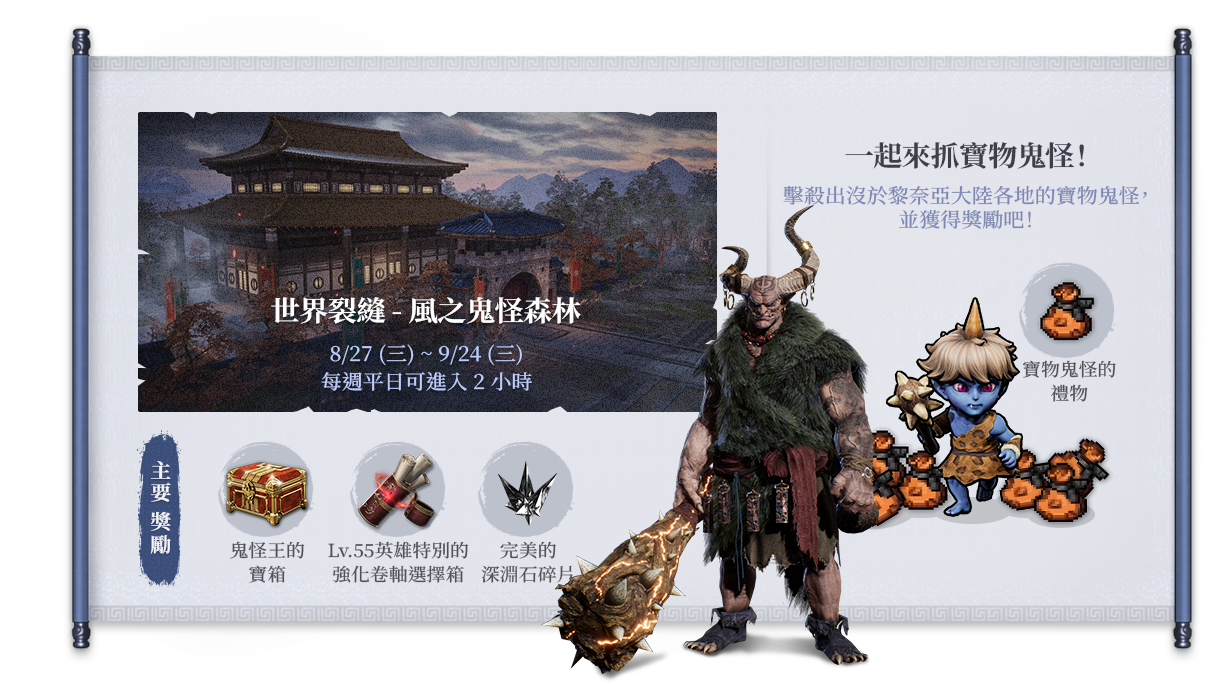 世界裂縫 - 風之鬼怪森林
8/27 (三) ~ 9/24 (三)
每週平日可進入 2 小時
主要獎勵
鬼怪王的
寶箱
Lv.55英雄特別的
強化卷軸選擇箱
完美的
深淵石碎片
一起來抓寶物鬼怪!
擊殺出沒於黎奈亞大陸各地的寶物鬼怪,
並獲得獎勵吧!
寶物鬼怪的
禮物